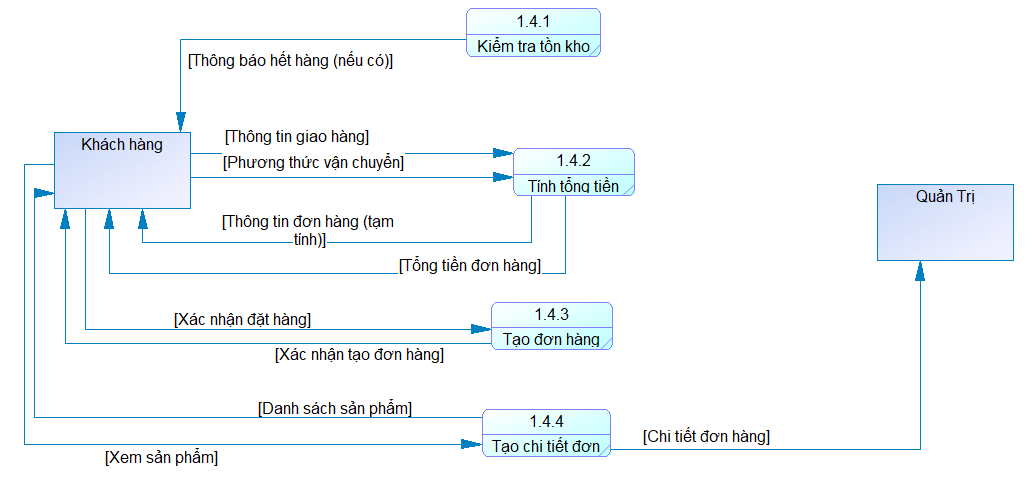 1.4.1
Kiểm tra tồn kho
[Thông báo hết hàng (nếu có)]
Khách hàng
[Thông tin giao hàng]
[Phương thức vận chuyển]
1.4.2
Tính tổng tiền
Quản Trị
[Thông tin đơn hàng (tạm
tính)]
[Tổng tiền đơn hàng]
1.4.3
Tạo đơn hàng
[Xác nhận đặt hàng]
[Xác nhận tạo đơn hàng]
[Danh sách sản phẩm]
1.4.4
Tạo chi tiết đơn
[Chi tiết đơn hàng]
[Xem sản phẩm]